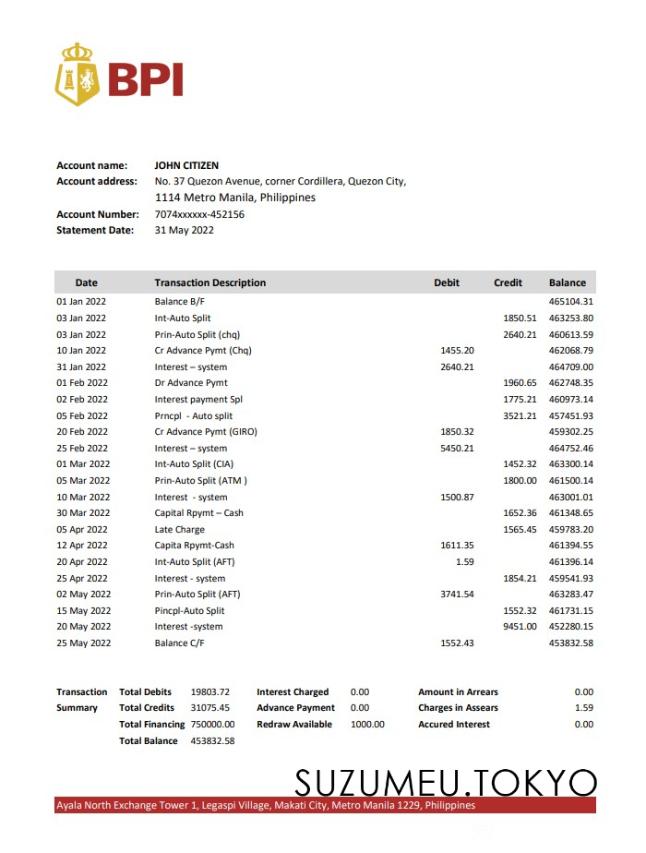 BPI
Account name: JOHN CITIZEN
Account address: No. 37 Quezon Avenue, corner Cordillera, Quezon City,
1114 Metro Manila, Philippines
Account Number: 7074xxxxxx-452156
Statement Date: 31 May 2022
Date Transaction Description Debit Credit Balance
01 Jan 2022 Balance B/F 465104.31
03 Jan 2022 Int-Auto Split 1850.51 463253.80
03 Jan 2022 Prin-Auto Split (chq) 2640.21 460613.59
10 Jan 2022 Cr Advance Pymt (Chq) 1455.20 462068.79
31 Jan 2022 Interest – system 2640.21 464709.00
01 Feb 2022 Dr Advance Pymt 1960.65 462748.35
02 Feb 2022 Interest payment Spl 1775.21 460973.14
05 Feb 2022 Prncpl - Auto split 3521.21 457451.93
20 Feb 2022 Cr Advance Pymt (GIRO) 1850.32 459302.25
25 Feb 2022 Interest – system 5450.21 464752.46
01 Mar 2022 Int-Auto Split (CIA) 1452.32 463300.14
05 Mar 2022 Prin-Auto Split (ATM ) 1800.00 461500.14
10 Mar 2022 Interest - system 1500.87 463001.01
30 Mar 2022 Capital Rpymt – Cash 1652.36 461348.65
05 Apr 2022 Late Charge 1565.45 459783.20
12 Apr 2022 Capita Rpymt-Cash 1611.35 461394.55
20 Apr 2022 Int-Auto Split (AFT) 1.59 461396.14
25 Apr 2022 Interest - system 1854.21 459541.93
02 May 2022 Prin-Auto Split (AFT) 3741.54 463283.47
15 May 2022 Pincpl-Auto Split 1552.32 461731.15
20 May 2022 Interest -system 9451.00 452280.15
25 May 2022 Balance C/F 1552.43 453832.58
Transaction Total Debits 19803.72 Interest Charged 0.00 Amount in Arrears 0.00
Summary Total Credits 31075.45 Advance Payment 0.00 Charges in Assears 1.59
Total Financing 750000.00 Redraw Available 1000.00 Accured Interest 0.00
Total Balance 453832.58
SUZUMEU.TOKYO
Ayala North Exchange Tower 1, Legaspi Village, Makati City, Metro Manila 1229, Philippines